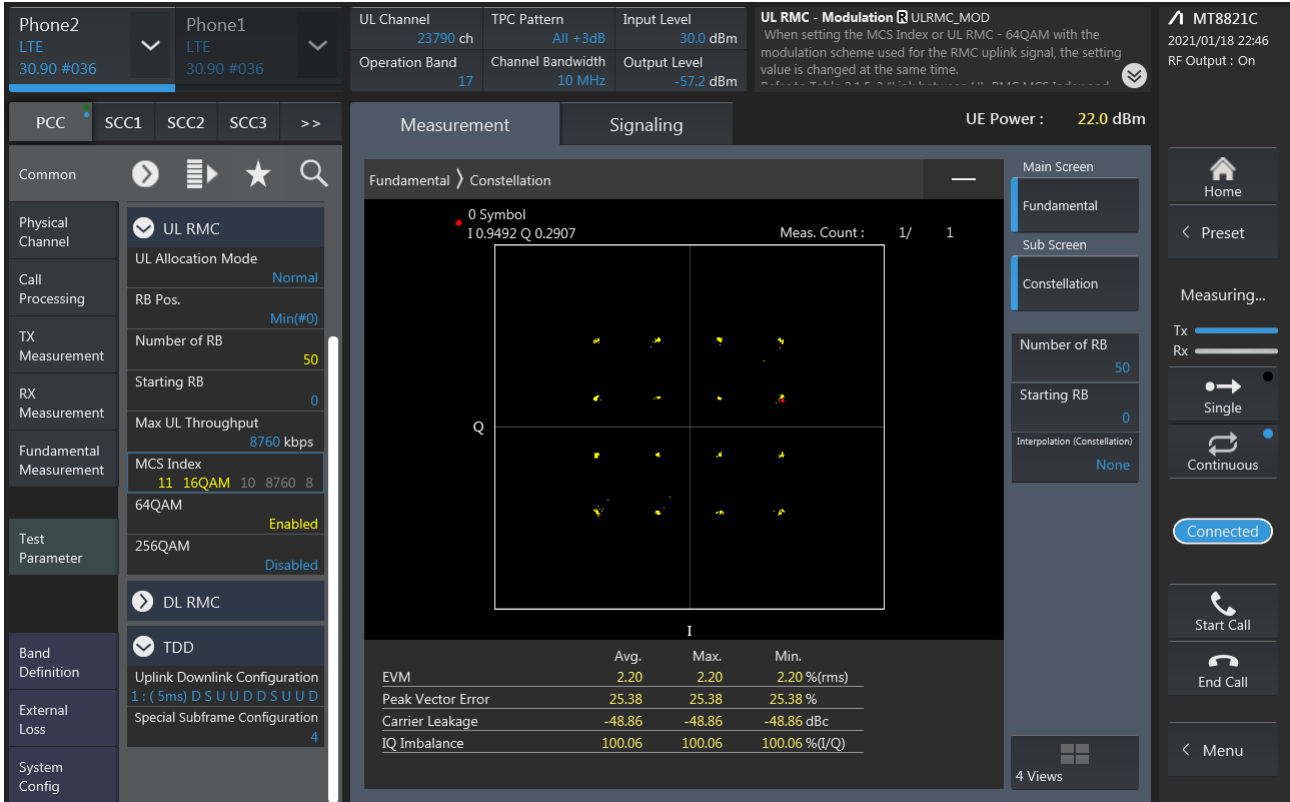 Phone2
LTE
30.90 #036
Phone1
LTE
30.90 #036
UL Channel
23790 ch
TPC Pattern
All +3dB
Input Level
30.0 dBm
Operation Band
17
Channel Bandwidth
10 MHz
Output Level
-57.2 dBm
UL RMC - Modulation R ULRMC_MOD
When setting the MCS Index or UL RMC - 64QAM with the
modulation scheme used for the RMC uplink signal, the setting
value is changed at the same time.
MT8821C
2021/01/18 22:46
RF Output : On
PCC
SCC1
SCC2
SCC3
>>
Measurement
Signaling
UE Power : 22.0 dBm
Common
Physical
Channel
Call
Processing
TX
Measurement
RX
Measurement
Fundamental
Measurement
Test
Parameter
Band
Definition
External
Loss
System
Config
UL RMC
UL Allocation Mode
Normal
RB Pos.
Min(#0)
Number of RB
50
Starting RB
0
Max UL Throughput
8760 kbps
MCS Index
11 16QAM 10 8760 8
64QAM
Enabled
256QAM
Disabled
DL RMC
TDD
Uplink Downlink Configuration
1 : ( 5ms) D S U U D D S U U D
Special Subframe Configuration
4
Fundamental 〉 Constellation
0 Symbol
I 0.9492 Q 0.2907
Meas. Count : 1/ 1
Q
I
Avg. Max. Min.
EVM 2.20 2.20 2.20 %(rms)
Peak Vector Error 25.38 25.38 25.38 %
Carrier Leakage -48.86 -48.86 -48.86 dBc
IQ Imbalance 100.06 100.06 100.06 %(I/Q)
Main Screen
Fundamental
Sub Screen
Constellation
Number of RB
50
Starting RB
0
Interpolation (Constellation)
None
4 Views
Home
< Preset
Measuring...
Tx
Rx
Single
Continuous
Connected
Start Call
End Call
< Menu